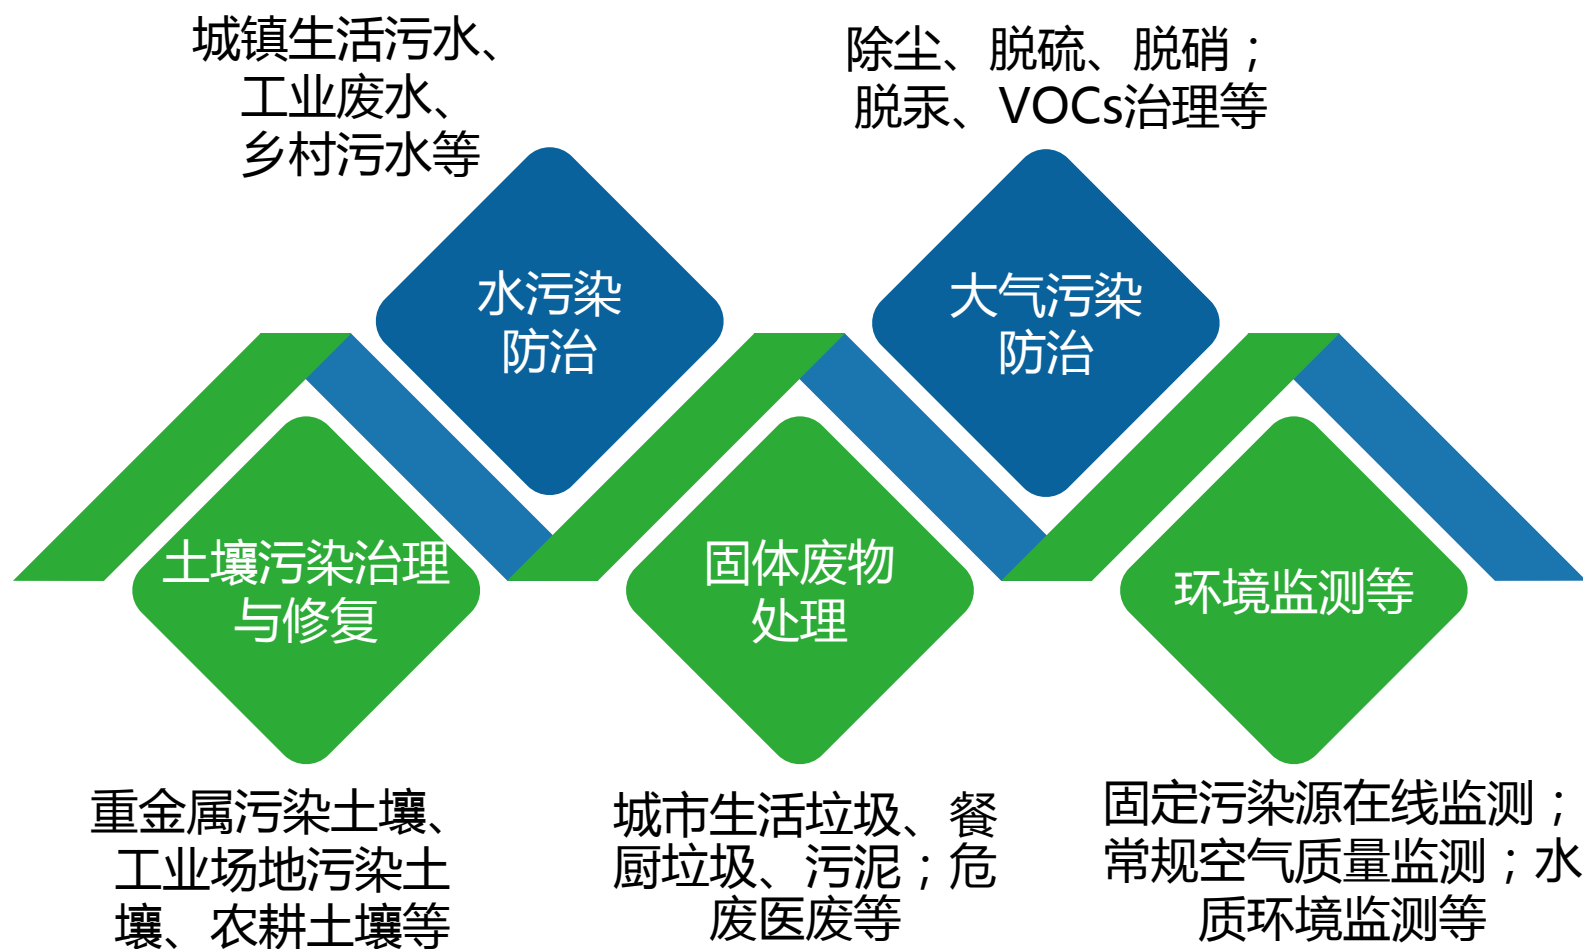 城镇生活污水、
工业废水、
乡村污水等
除尘、脱硫、脱硝；
脱汞、VOCs治理等
水污染
防治
大气污染
防治
土壤污染治理
与修复
固体废物
处理
环境监测等
重金属污染土壤、
工业场地污染土
壤、农耕土壤等
城市生活垃圾、餐
厨垃圾、污泥；危
废医废等
固定污染源在线监测；
常规空气质量监测；水
质环境监测等